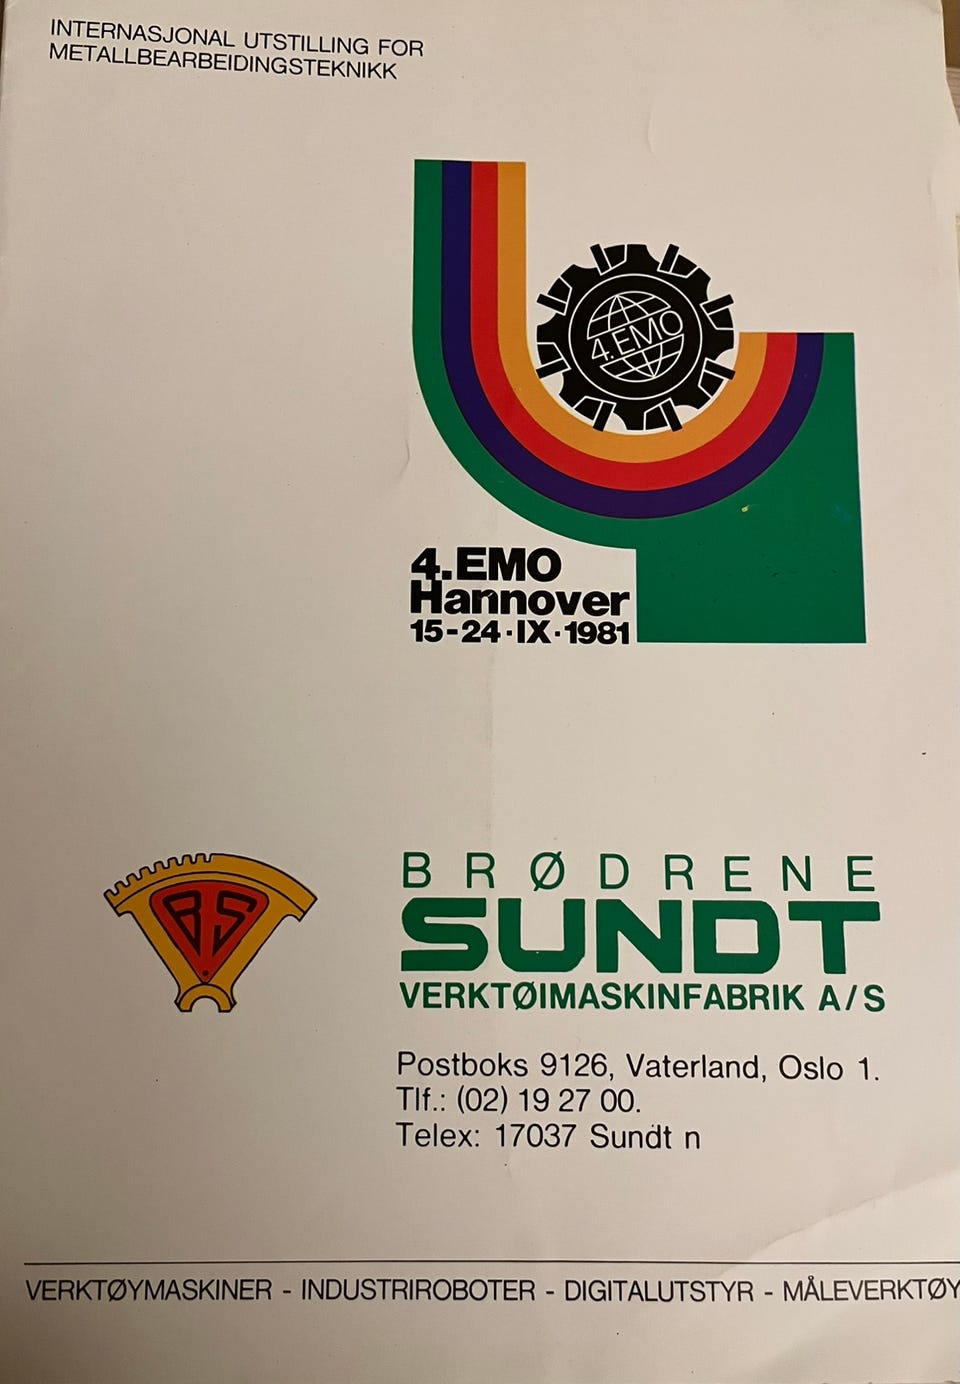 INTERNASJONAL UTSTILLING FOR
METALLBEARBEIDINGSTEKNIKK
4.EMO
4.EMO
Hannover
15-24·IX·1981
BS
BRØDRENE
SUNDT
VERKTØIMASKINFABRIK A/S
Postboks 9126, Vaterland, Oslo 1.
Tlf.: (02) 19 27 00.
Telex: 17037 Sundt n
VERKTØYMASKINER - INDUSTRIROBOTER - DIGITALUTSTYR - MÅLEVERKTØY